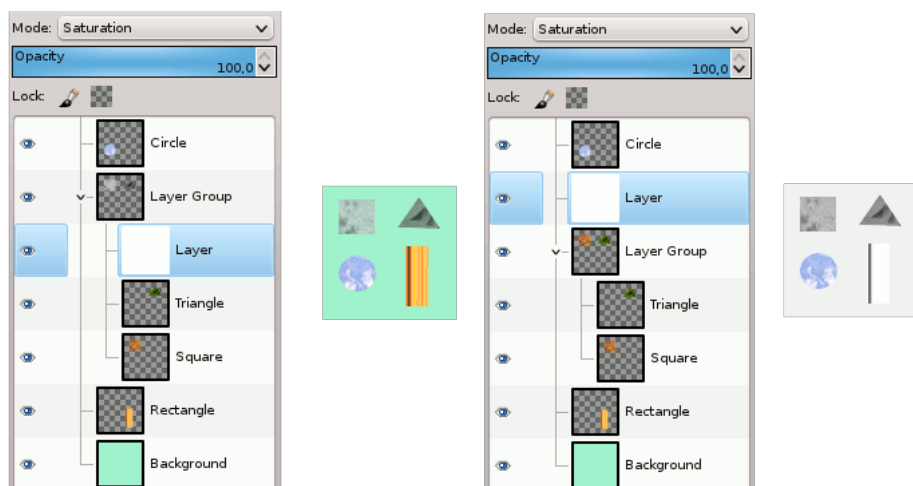 Mode: Saturation
Opacity
100,0
Lock:
Circle
Layer Group
Layer
Triangle
Square
Rectangle
Background
Mode: Saturation
Opacity
100,0
Lock:
Circle
Layer
Layer Group
Triangle
Square
Rectangle
Background